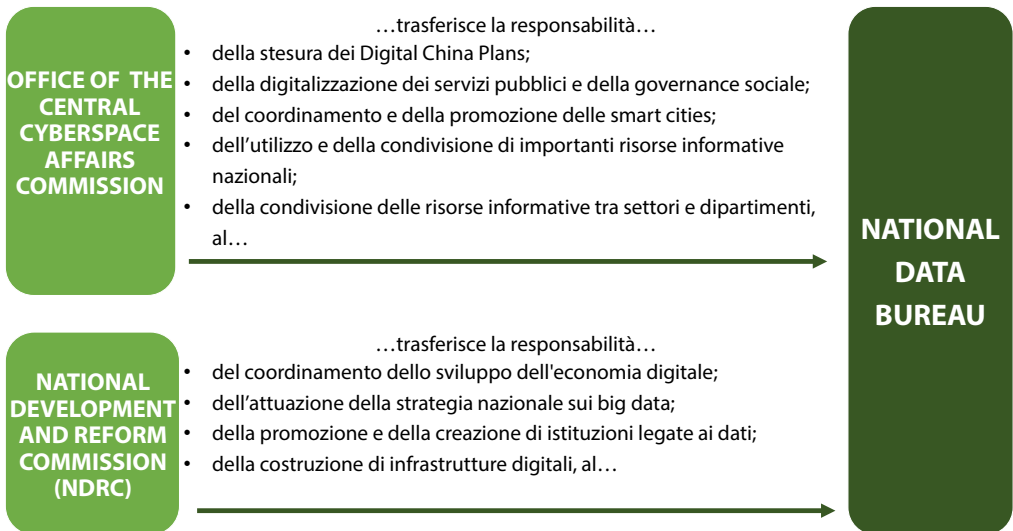 OFFICE OF THE
CENTRAL
CYBERSPACE
AFFAIRS
COMMISSION
…trasferisce la responsabilità…
• della stesura dei Digital China Plans;
• della digitalizzazione dei servizi pubblici e della governance sociale;
• del coordinamento e della promozione delle smart cities;
• dell’utilizzo e della condivisione di importanti risorse informative
nazionali;
• della condivisione delle risorse informative tra settori e dipartimenti,
al…
NATIONAL
DEVELOPMENT
AND REFORM
COMMISSION
(NDRC)
…trasferisce la responsabilità…
• del coordinamento dello sviluppo dell'economia digitale;
• dell’attuazione della strategia nazionale sui big data;
• della promozione e della creazione di istituzioni legate ai dati;
• della costruzione di infrastrutture digitali, al…
NATIONAL
DATA
BUREAU